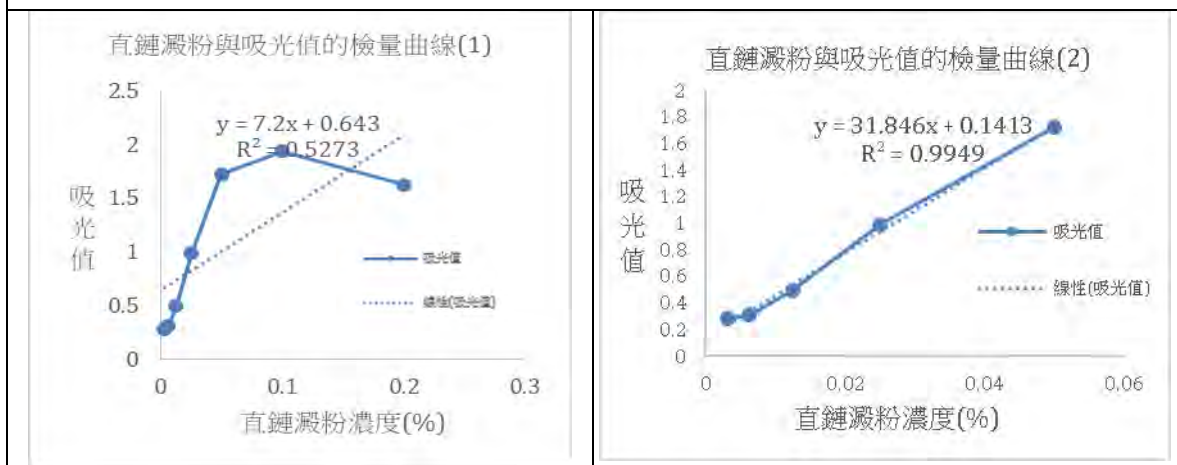 直鏈澱粉與吸光值的檢量曲線(1)
2.5
2
1.5
1
0.5
0
y = 7.2x + 0.643
R² = 0.5273
吸光值
吸光值
線性(吸光值)
0
0.1
0.2
0.3
直鏈澱粉濃度(%)
直鏈澱粉與吸光值的檢量曲線(2)
2
1.8
1.6
1.4
1.2
1
0.8
0.6
0.4
0.2
0
y = 31.846x + 0.1413
R² = 0.9949
吸光值
吸光值
線性(吸光值)
0
0.02
0.04
0.06
直鏈澱粉濃度(%)